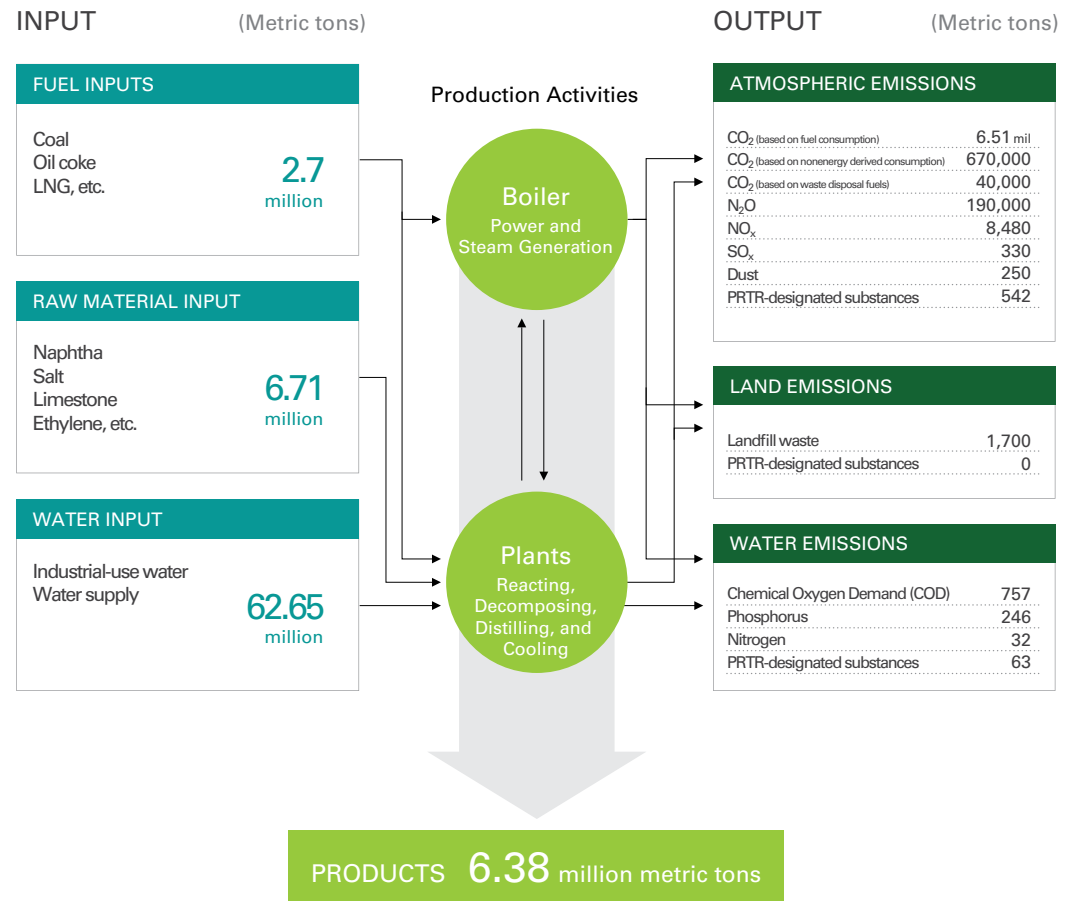 INPUT (Metric tons)
FUEL INPUTS
Coal
Oil coke
LNG, etc.
2.7
million
RAW MATERIAL INPUT
Naphtha
Salt
Limestone
Ethylene, etc.
6.71
million
WATER INPUT
Industrial-use water
Water supply
62.65
million
Production Activities
Boiler
Power and
Steam Generation
Plants
Reacting,
Decomposing,
Distilling, and
Cooling
OUTPUT (Metric tons)
ATMOSPHERIC EMISSIONS
CO₂ (based on fuel consumption) 6.51 mil
CO₂ (based on nonenergy derived consumption) 670,000
CO₂ (based on waste disposal fuels) 40,000
N₂O 190,000
NOₓ 8,480
SOₓ 330
Dust 250
PRTR-designated substances 542
LAND EMISSIONS
Landfill waste 1,700
PRTR-designated substances 0
WATER EMISSIONS
Chemical Oxygen Demand (COD) 757
Phosphorus 246
Nitrogen 32
PRTR-designated substances 63
PRODUCTS 6.38 million metric tons